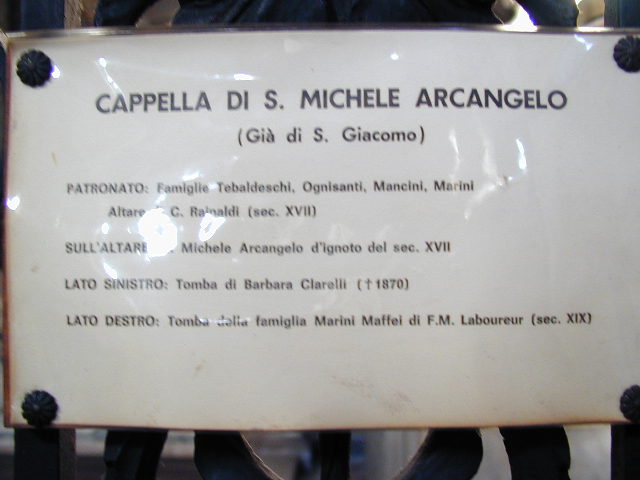 CAPPELLA DI S. MICHELE ARCANGELO
(Già di S. Giacomo)
PATRONATO: Famiglie Tebaldeschi, Ognisanti, Mancini, Marini
Altare C. Rainaldi (sec. XVII)
SULL'ALTARE Michele Arcangelo d'ignoto del sec. XVII
LATO SINISTRO: Tomba di Barbara Clarelli († 1870)
LATO DESTRO: Tomba della famiglia Marini Maffei di F.M. Laboureur (sec. XIX)